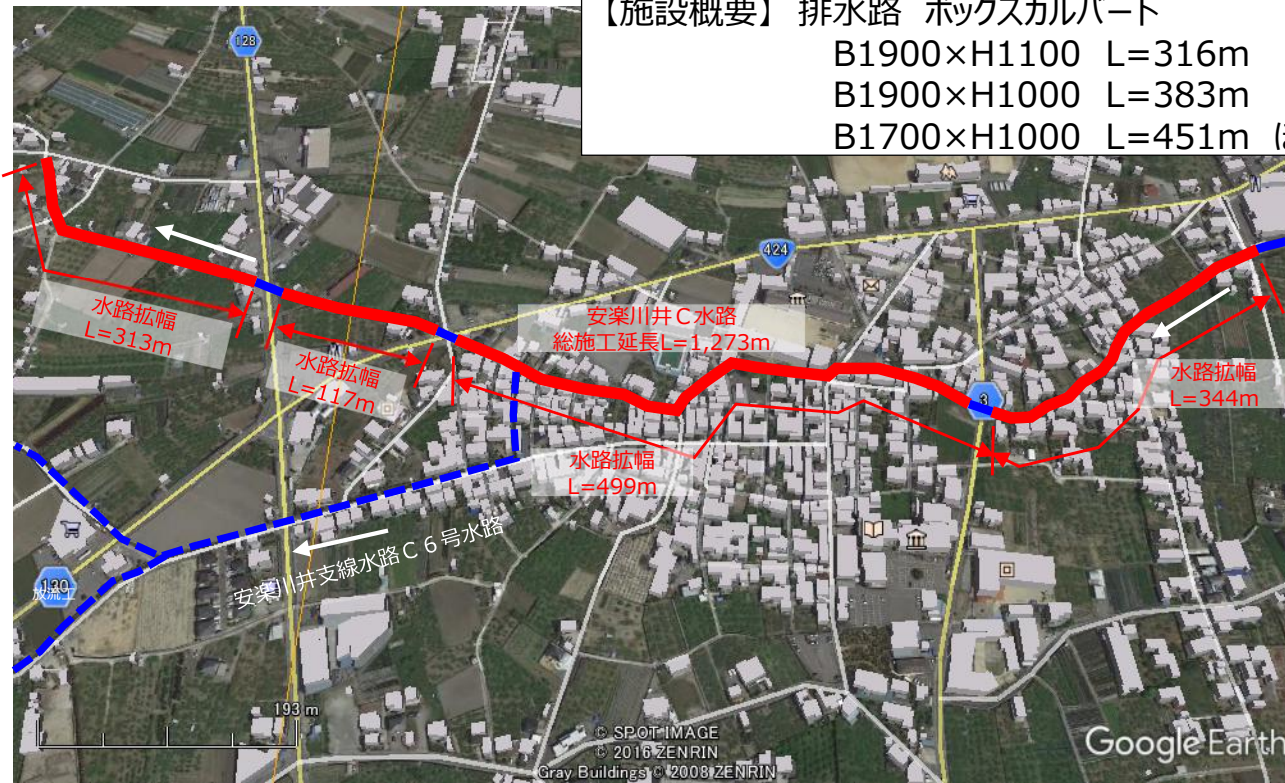 【施設概要】 排水路 ボックスカルバート
B1900×H1100 L=316m
B1900×H1000 L=383m
B1700×H1000 L=451m ほ
128
424
水路拡幅
L=313m
水路拡幅
L=117m
安楽川井C水路
総施工延長L=1,273m
水路拡幅
L=344m
3
水路拡幅
L=499m
安楽川井支線水路C6号水路
130
放流工
193 m
© SPOT IMAGE
© 2016 ZENRIN
Gray Buildings © 2008 ZENRIN
Google Earth